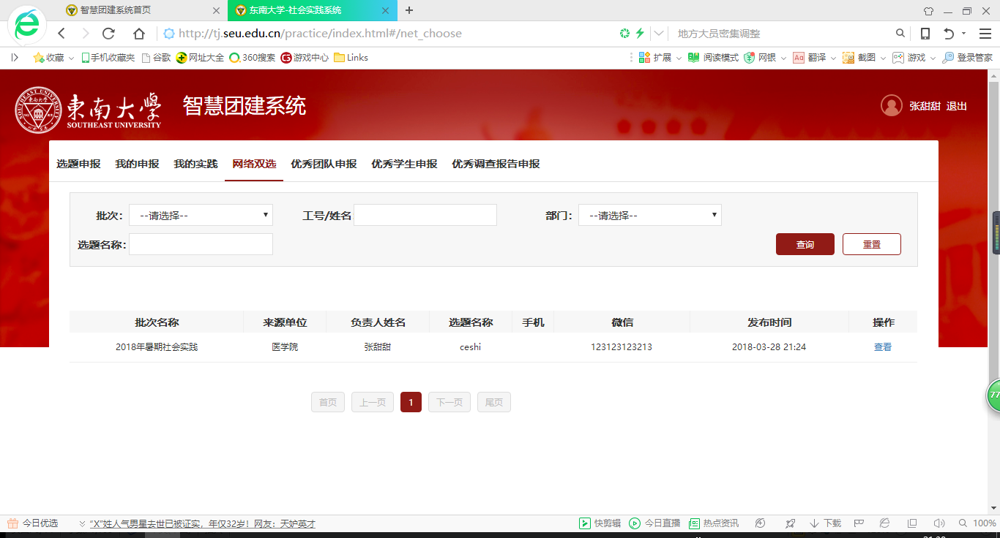 智慧团建系统首页
东南大学-社会实践系统
http://tj.seu.edu.cn/practice/index.html#/net_choose
地方大员密集调整
收藏 手机收藏夹 谷歌 网址大全 360搜索 游戏中心 Links
扩展 阅读模式 网银 翻译 截图 游戏 登录管家
東南大學
SOUTHEAST UNIVERSITY
智慧团建系统
张甜甜 退出
选题申报 我的申报 我的实践 网络双选 优秀团队申报 优秀学生申报 优秀调查报告申报
批次: --请选择-- 工号/姓名 部门: --请选择--
选题名称: 查询 重置
批次名称 来源单位 负责人姓名 选题名称 手机 微信 发布时间 操作
2018年暑期社会实践 医学院 张甜甜 ceshi 123123123213 2018-03-28 21:24 查看
首页 上一页 1 下一页 尾页
77
今日优选 “X”姓人气男星去世已被证实，年仅32岁！网友：天妒英才
快剪辑 今日直播 热点资讯 下载 100%